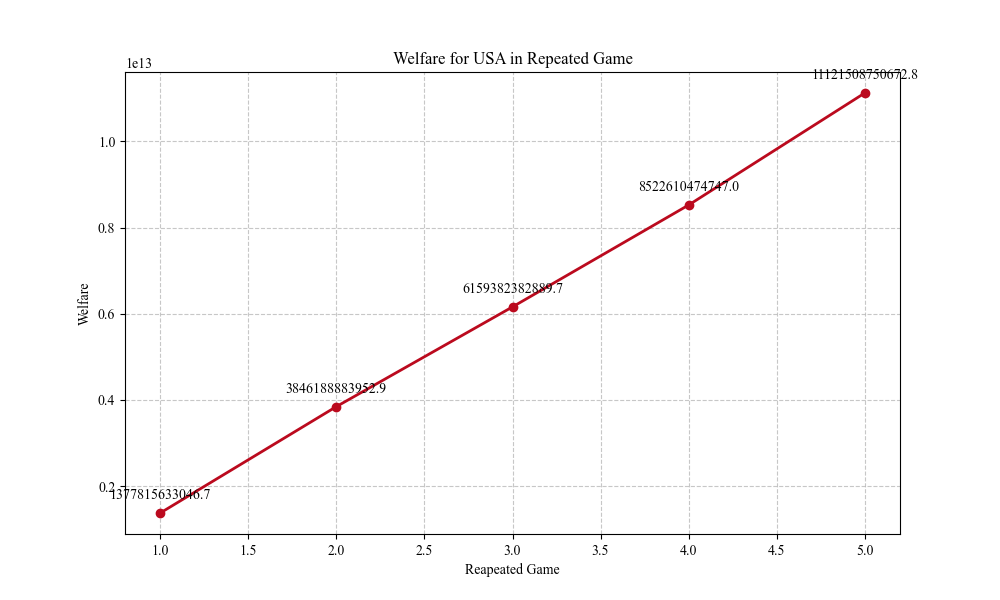 Welfare for USA in Repeated Game
1e13
11121508750672.8
1.0
8522610474747.0
0.8
6159382382889.7
0.6
3846188883952.9
0.4
0.2
1377815633046.7
Welfare
1.0 1.5 2.0 2.5 3.0 3.5 4.0 4.5 5.0
Reapeated Game